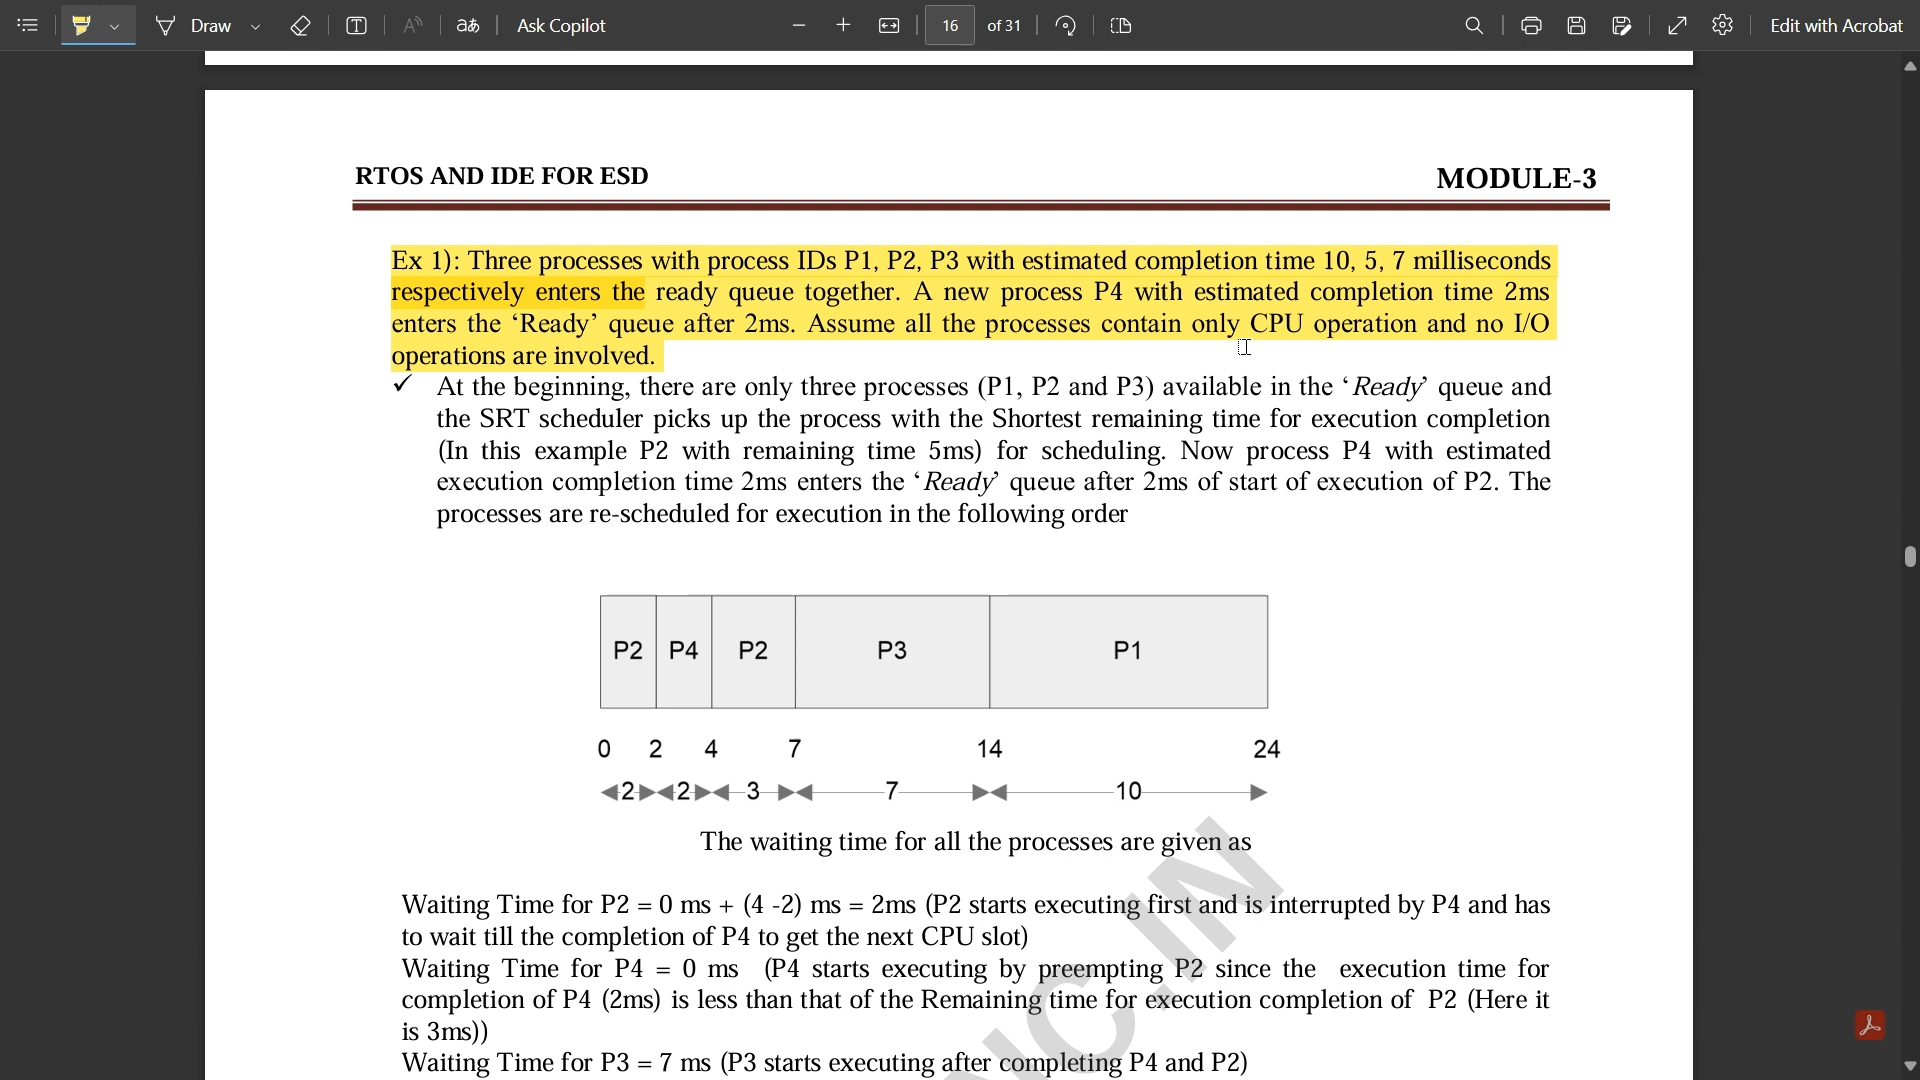 Draw
aあ
Ask Copilot
16 of 31
Edit with Acrobat
RTOS AND IDE FOR ESD
MODULE-3
Ex 1): Three processes with process IDs P1, P2, P3 with estimated completion time 10, 5, 7 milliseconds
respectively enters the ready queue together. A new process P4 with estimated completion time 2ms
enters the ‘Ready’ queue after 2ms. Assume all the processes contain only CPU operation and no I/O
operations are involved.
✓ At the beginning, there are only three processes (P1, P2 and P3) available in the ‘Ready’ queue and
the SRT scheduler picks up the process with the Shortest remaining time for execution completion
(In this example P2 with remaining time 5ms) for scheduling. Now process P4 with estimated
execution completion time 2ms enters the ‘Ready’ queue after 2ms of start of execution of P2. The
processes are re-scheduled for execution in the following order
P2 P4 P2 P3 P1
0 2 4 7 14 24
2 2 3 7 10
The waiting time for all the processes are given as
Waiting Time for P2 = 0 ms + (4 -2) ms = 2ms (P2 starts executing first and is interrupted by P4 and has
to wait till the completion of P4 to get the next CPU slot)
Waiting Time for P4 = 0 ms (P4 starts executing by preempting P2 since the execution time for
completion of P4 (2ms) is less than that of the Remaining time for execution completion of P2 (Here it
is 3ms))
Waiting Time for P3 = 7 ms (P3 starts executing after completing P4 and P2)
NC.IN